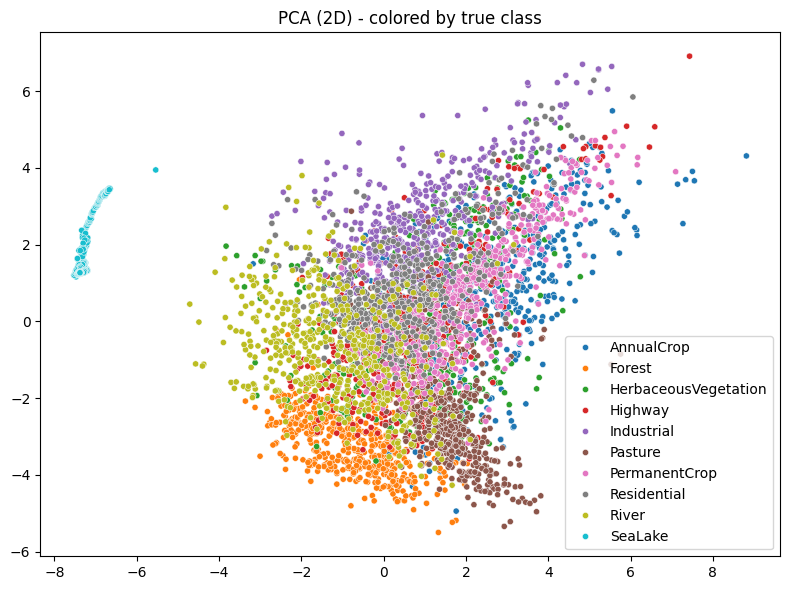 PCA (2D) - colored by true class
6
4
2
0
−2
−4
−6
−8
−6
−4
−2
0
2
4
6
8
AnnualCrop
Forest
HerbaceousVegetation
Highway
Industrial
Pasture
PermanentCrop
Residential
River
SeaLake